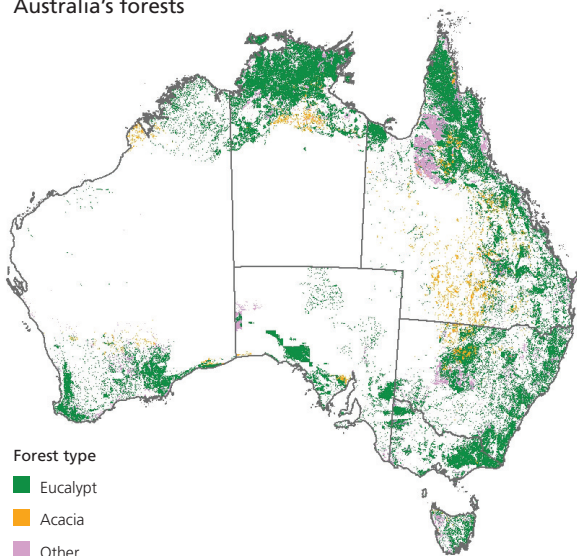 Australia's forests
Forest type
Eucalypt
Acacia
Other